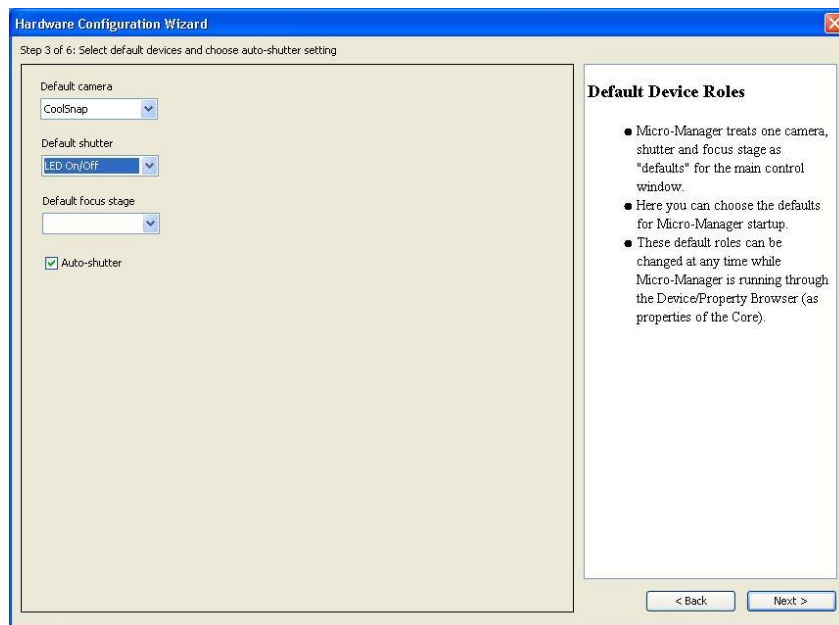 Hardware Configuration Wizard
Step 3 of 6: Select default devices and choose auto-shutter setting
Default camera
CoolSnap
Default shutter
LED On/Off
Default focus stage
Auto-shutter
Default Device Roles
Micro-Manager treats one camera,
shutter and focus stage as
"defaults" for the main control
window.
Here you can choose the defaults
for Micro-Manager startup.
These default roles can be
changed at any time while
Micro-Manager is running through
the Device/Property Browser (as
properties of the Core).
< Back
Next >